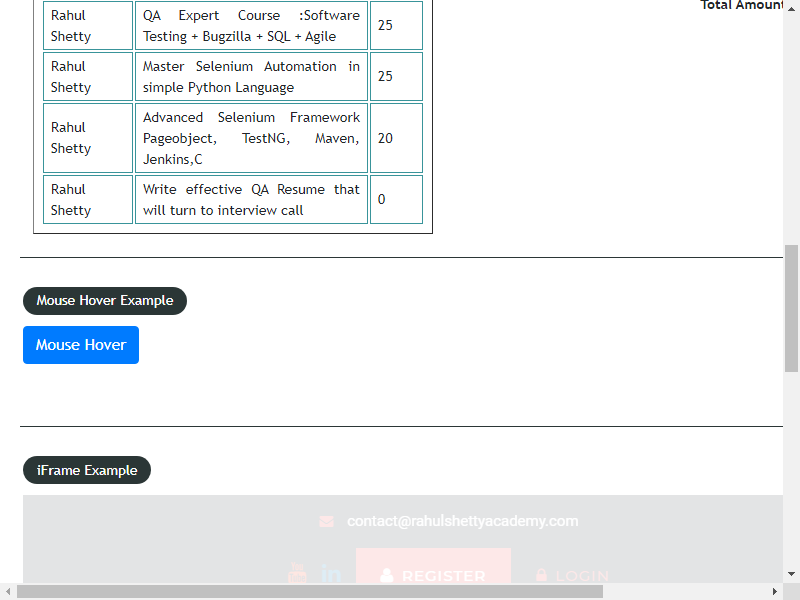 Total Amount
Rahul Shetty
QA Expert Course :Software Testing + Bugzilla + SQL + Agile
25
Rahul Shetty
Master Selenium Automation in simple Python Language
25
Rahul Shetty
Advanced Selenium Framework Pageobject, TestNG, Maven, Jenkins,C
20
Rahul Shetty
Write effective QA Resume that will turn to interview call
0
Mouse Hover Example
Mouse Hover
iFrame Example
contact@rahulshettyacademy.com
REGISTER
LOGIN